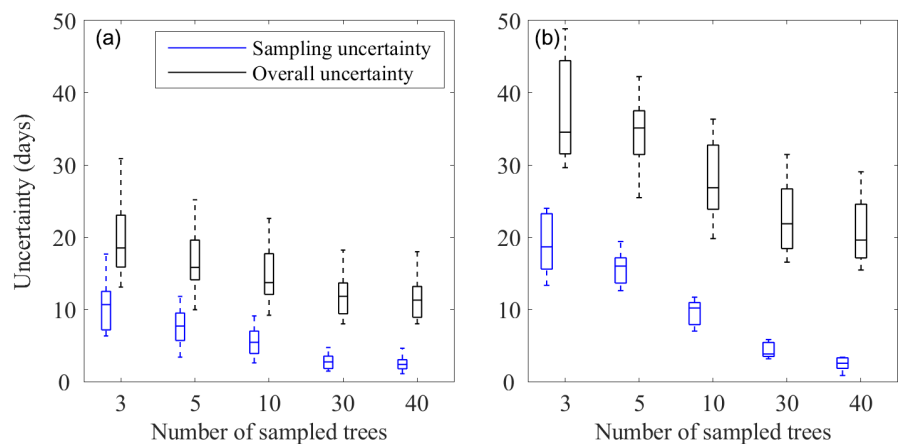 (a)
Sampling uncertainty
Overall uncertainty
Uncertainty (days)
50
40
30
20
10
0
3 5 10 30 40
Number of sampled trees
(b)
50
40
30
20
10
0
3 5 10 30 40
Number of sampled trees